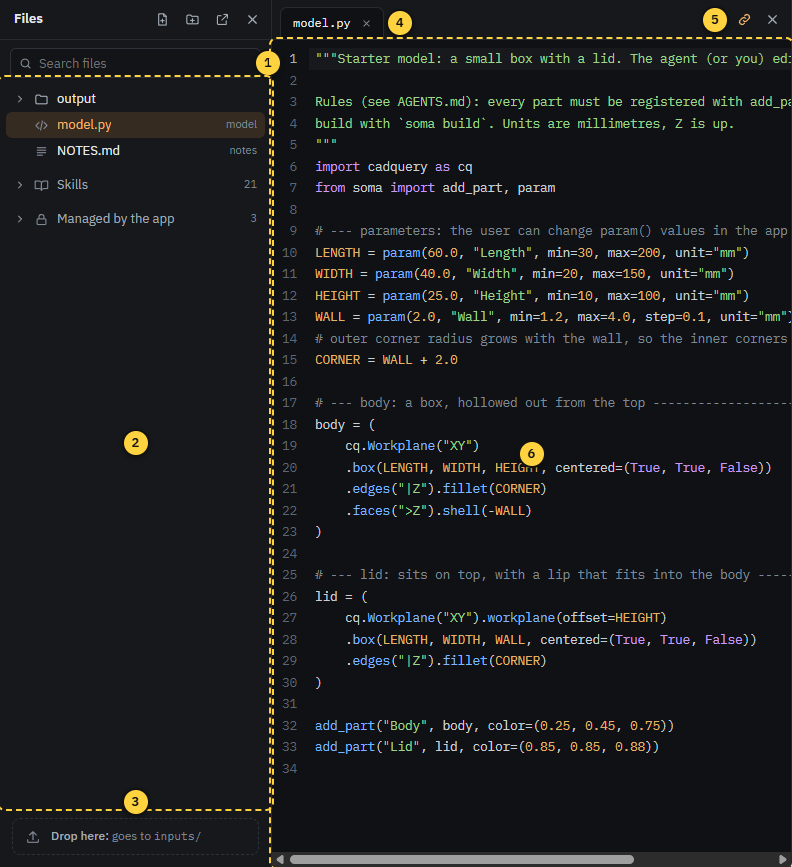 Files
Search files
output
model.py model
NOTES.md notes
Skills 21
Managed by the app 3
Drop here: goes to inputs/
model.py
1
2
3
4
5
6
1 """Starter model: a small box with a lid. The agent (or you) edi
2
3 Rules (see AGENTS.md): every part must be registered with add_pa
4 build with `soma build`. Units are millimetres, Z is up.
5 """
6 import cadquery as cq
7 from soma import add_part, param
8
9 # --- parameters: the user can change param() values in the app
10 LENGTH = param(60.0, "Length", min=30, max=200, unit="mm")
11 WIDTH = param(40.0, "Width", min=20, max=150, unit="mm")
12 HEIGHT = param(25.0, "Height", min=10, max=100, unit="mm")
13 WALL = param(2.0, "Wall", min=1.2, max=4.0, step=0.1, unit="mm")
14 # outer corner radius grows with the wall, so the inner corners
15 CORNER = WALL + 2.0
16
17 # --- body: a box, hollowed out from the top -------------------
18 body = (
19 cq.Workplane("XY")
20 .box(LENGTH, WIDTH, HEIGHT, centered=(True, True, False))
21 .edges("|Z").fillet(CORNER)
22 .faces(">Z").shell(-WALL)
23 )
24
25 # --- lid: sits on top, with a lip that fits into the body -----
26 lid = (
27 cq.Workplane("XY").workplane(offset=HEIGHT)
28 .box(LENGTH, WIDTH, WALL, centered=(True, True, False))
29 .edges("|Z").fillet(CORNER)
30 )
31
32 add_part("Body", body, color=(0.25, 0.45, 0.75))
33 add_part("Lid", lid, color=(0.85, 0.85, 0.88))
34